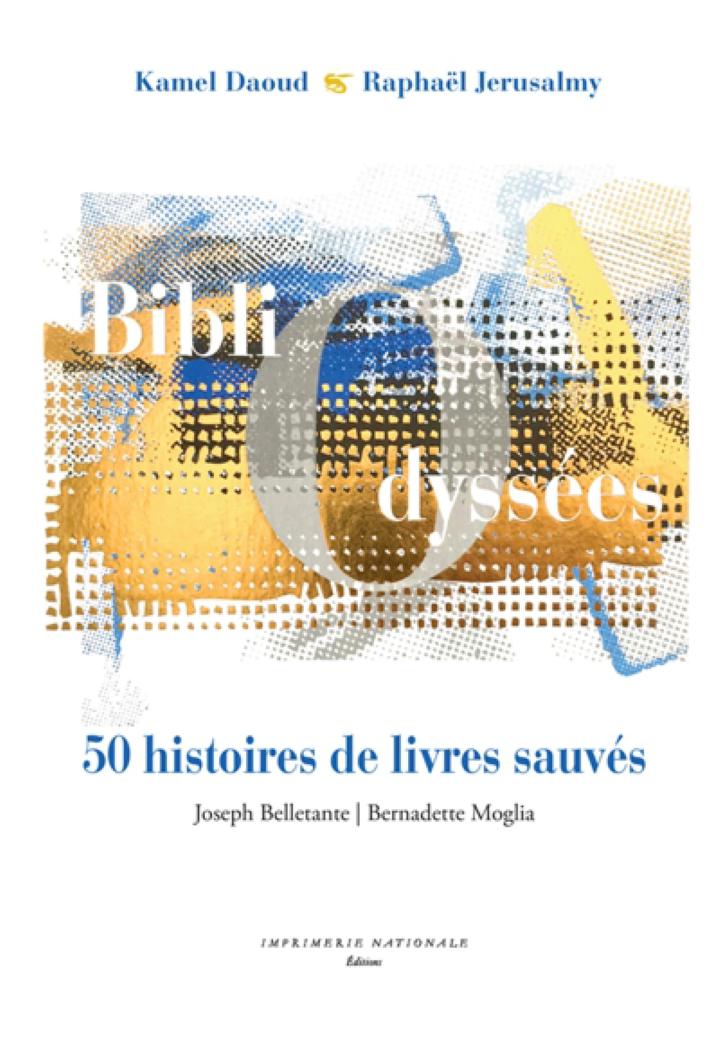 Kamel Daoud Raphaël Jerusalmy
Bibli
O
dyssées
50 histoires de livres sauvés
Joseph Belletante | Bernadette Moglia
IMPRIMERIE NATIONALE
Éditions